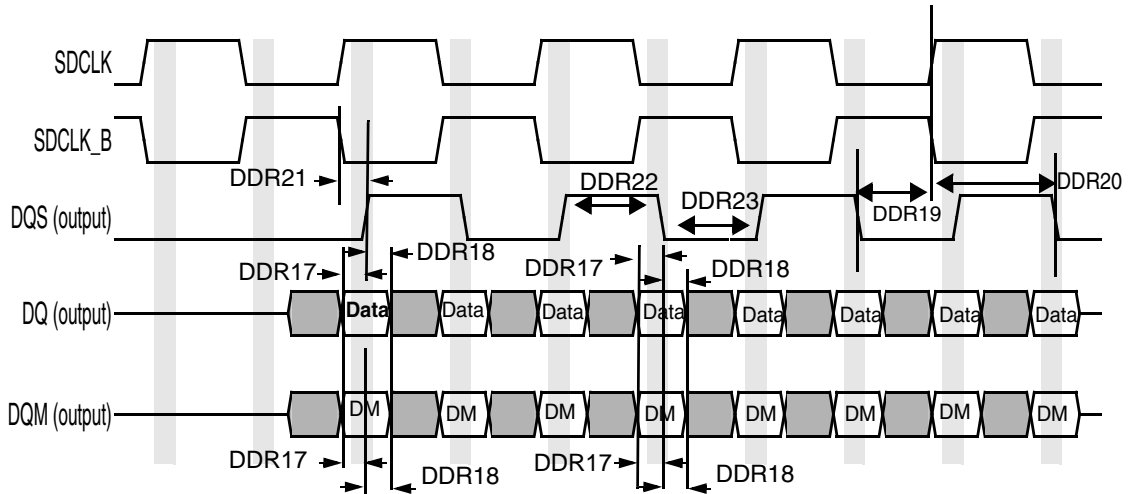 SDCLK
SDCLK_B
DDR21
DDR22
DDR20
DDR23
DDR19
DQS (output)
DDR18
DDR17
DDR17
DDR18
DQ (output)
Data Data Data Data Data Data Data Data
DQM (output)
DM DM DM DM DM DM DM DM
DDR17
DDR18
DDR17
DDR18